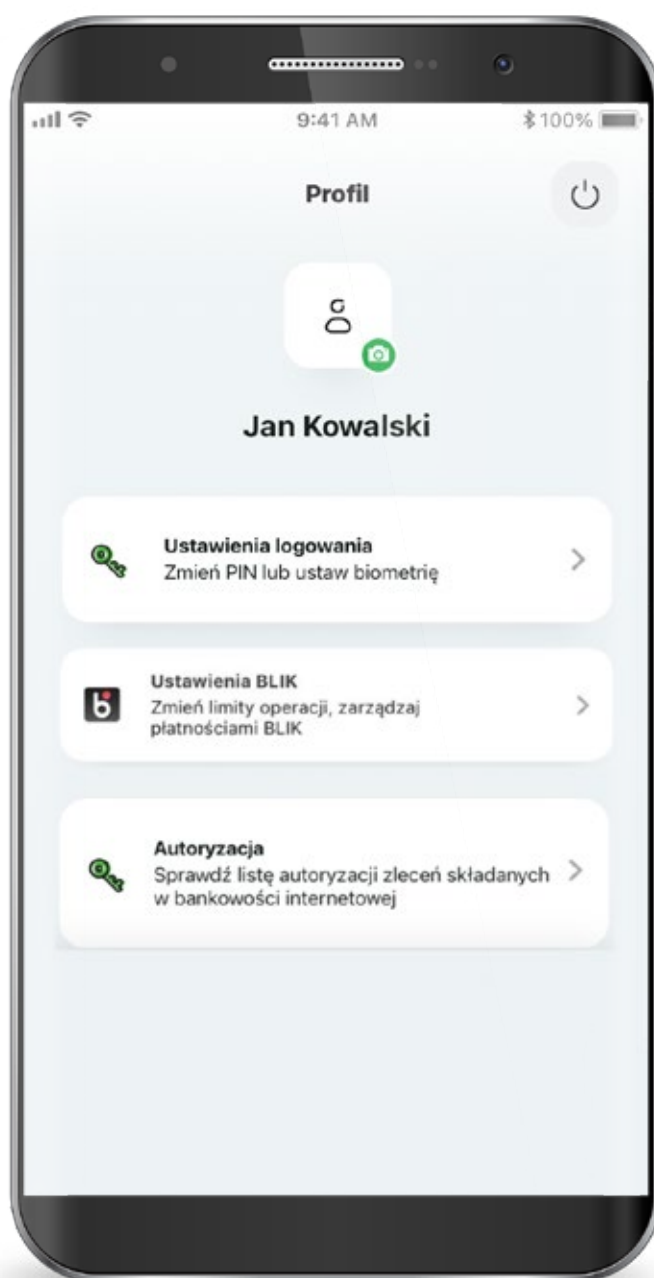 9:41 AM
100%
Profil
Jan Kowalski
Ustawienia logowania
Zmień PIN lub ustaw biometrię
Ustawienia BLIK
Zmień limity operacji, zarządzaj
płatnościami BLIK
Autoryzacja
Sprawdź listę autoryzacji zleceń składanych
w bankowości internetowej